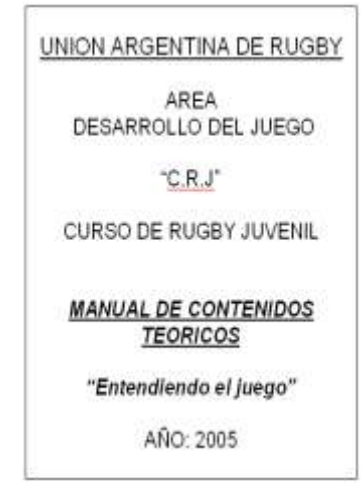 UNION ARGENTINA DE RUGBY
AREA
DESARROLLO DEL JUEGO
“C.R.J”
CURSO DE RUGBY JUVENIL
MANUAL DE CONTENIDOS
TEORICOS
“Entendiendo el juego”
AÑO: 2005